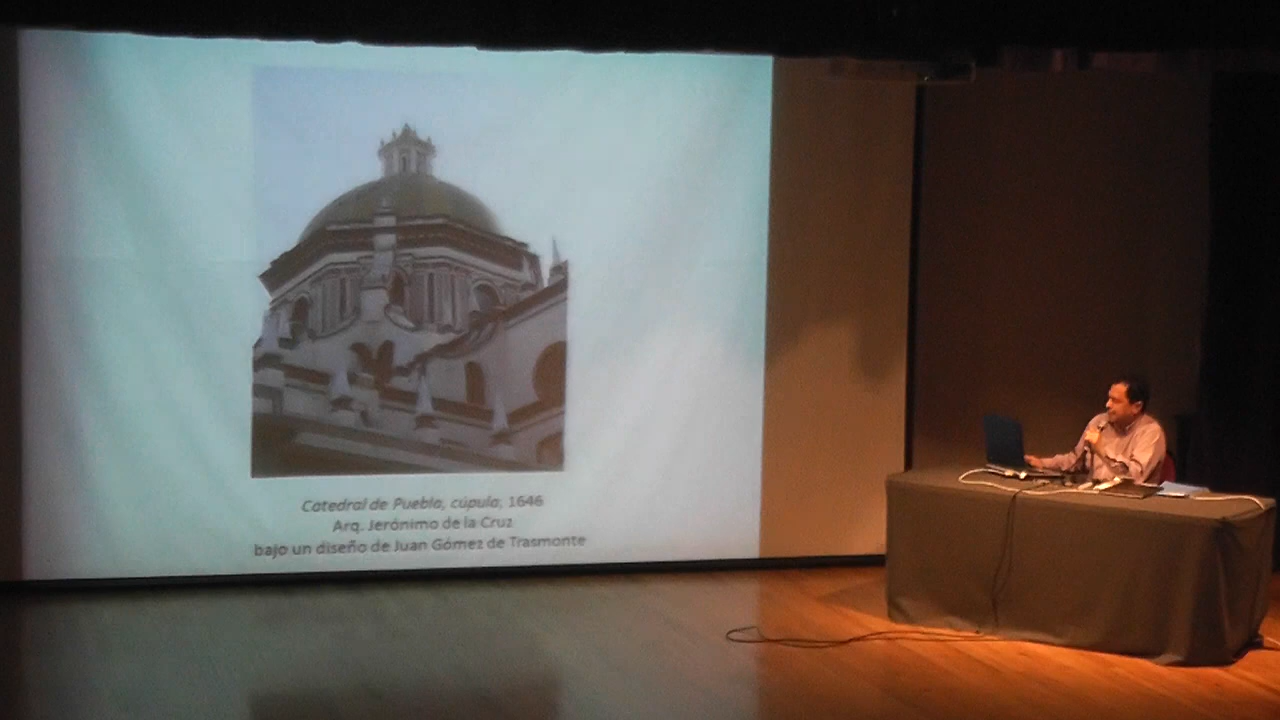 Catedral de Puebla, cúpula, 1646
Arq. Jerónimo de la Cruz
bajo un diseño de Juan Gómez de Trasmonte